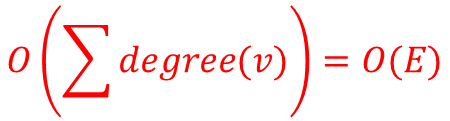 O(∑ degree(v)) = O(E)